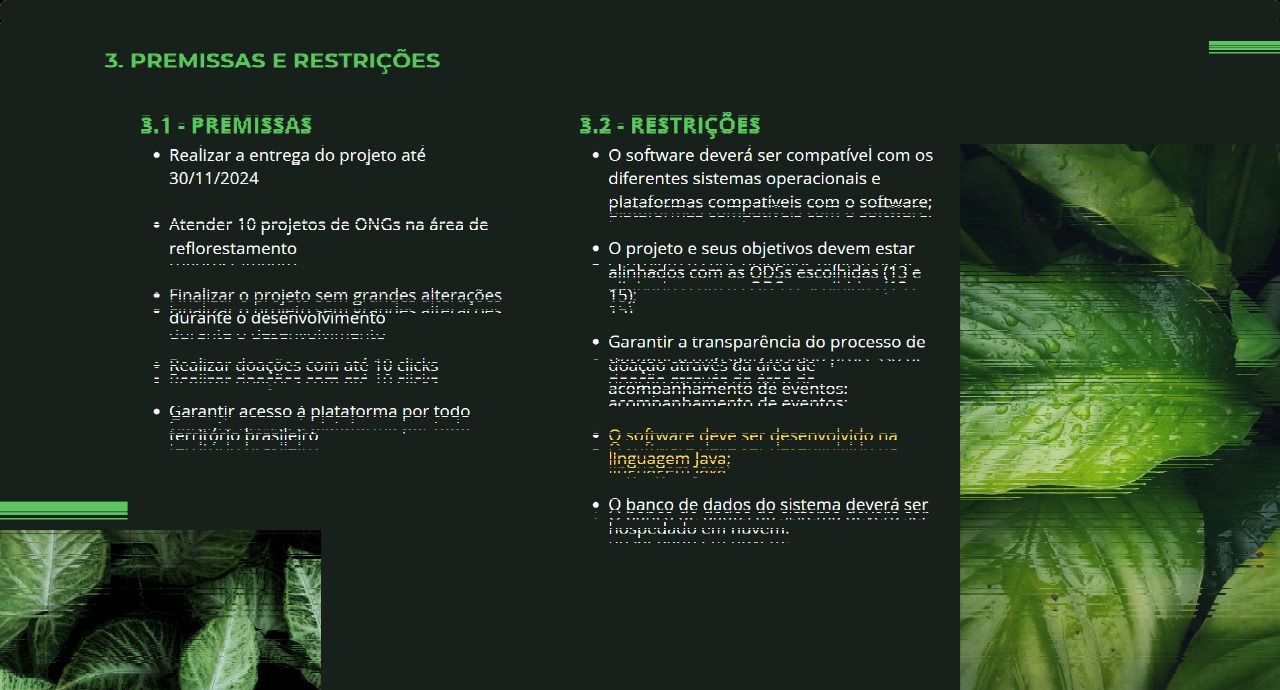 3. PREMISSAS E RESTRIÇÕES
3.1 - PREMISSAS
• Realizar a entrega do projeto até
30/11/2024
• Atender 10 projetos de ONGs na área de
reflorestamento
• Finalizar o projeto sem grandes alterações
durante o desenvolvimento
• Realizar doações com até 10 clicks
• Garantir acesso á plataforma por todo
território brasileiro
3.2 - RESTRIÇÕES
• O software deverá ser compatível com os
diferentes sistemas operacionais e
plataformas compatíveis com o software;
• O projeto e seus objetivos devem estar
alinhados com as ODSs escolhidas (13 e
15);
• Garantir a transparência do processo de
doação através da área de
acompanhamento de eventos;
• O software deve ser desenvolvido na
linguagem Java;
• O banco de dados do sistema deverá ser
hospedado em nuvem.